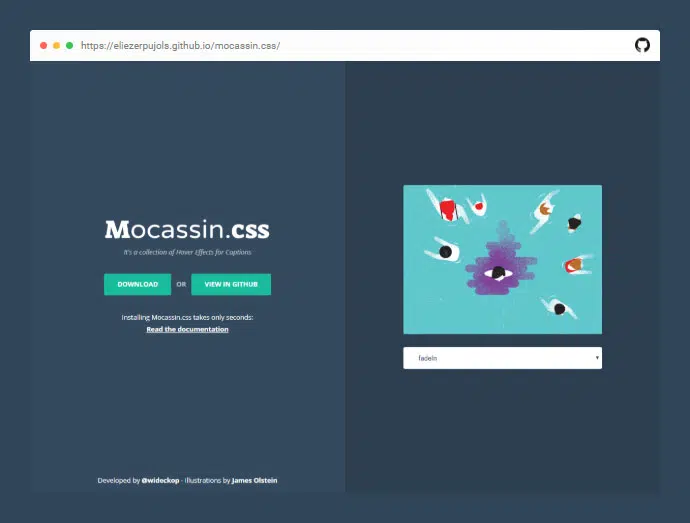 https://eliezerpujols.github.io/mocassin.css/
Mocassin.css
It's a collection of Hover Effects for Captions
DOWNLOAD OR VIEW IN GITHUB
Installing Mocassin.css takes only seconds:
Read the documentation
fadeIn
Developed by @wideckop - Illustrations by James Olstein